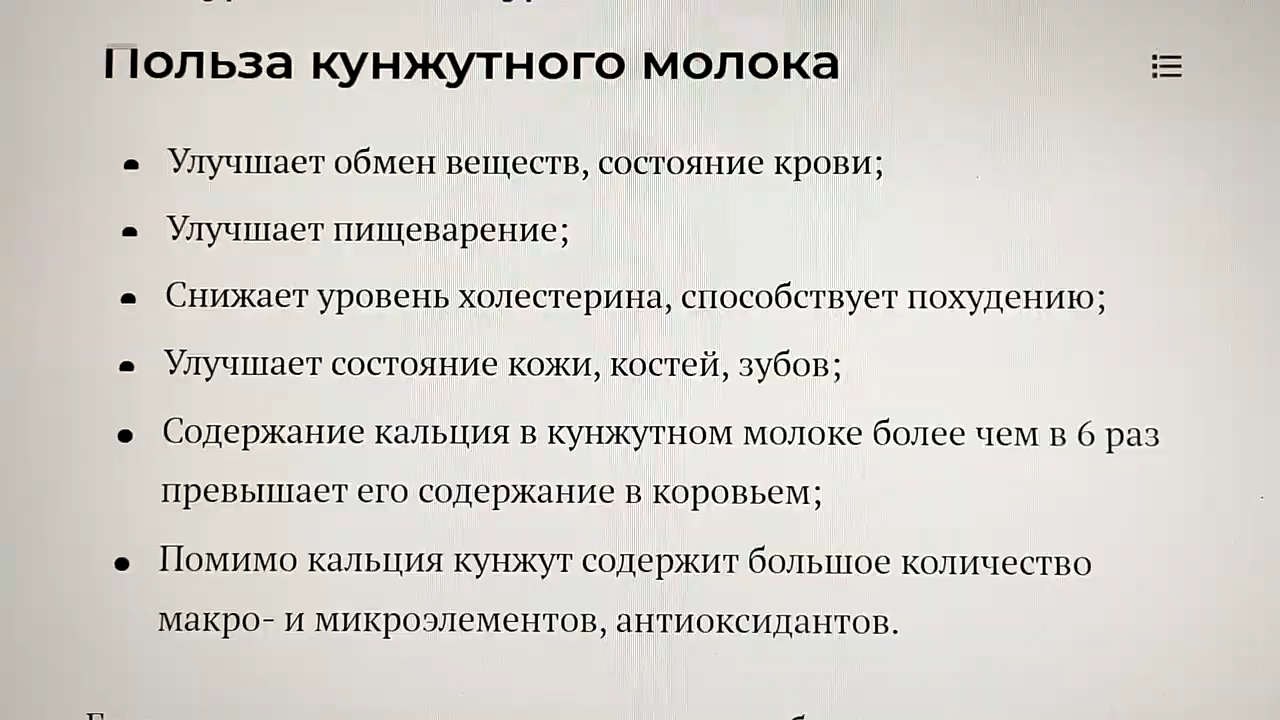 Польза кунжутного молока
Улучшает обмен веществ, состояние крови;
Улучшает пищеварение;
Снижает уровень холестерина, способствует похудению;
Улучшает состояние кожи, костей, зубов;
Содержание кальция в кунжутном молоке более чем в 6 раз
превышает его содержание в коровьем;
Помимо кальция кунжут содержит большое количество
макро- и микроэлементов, антиоксидантов.